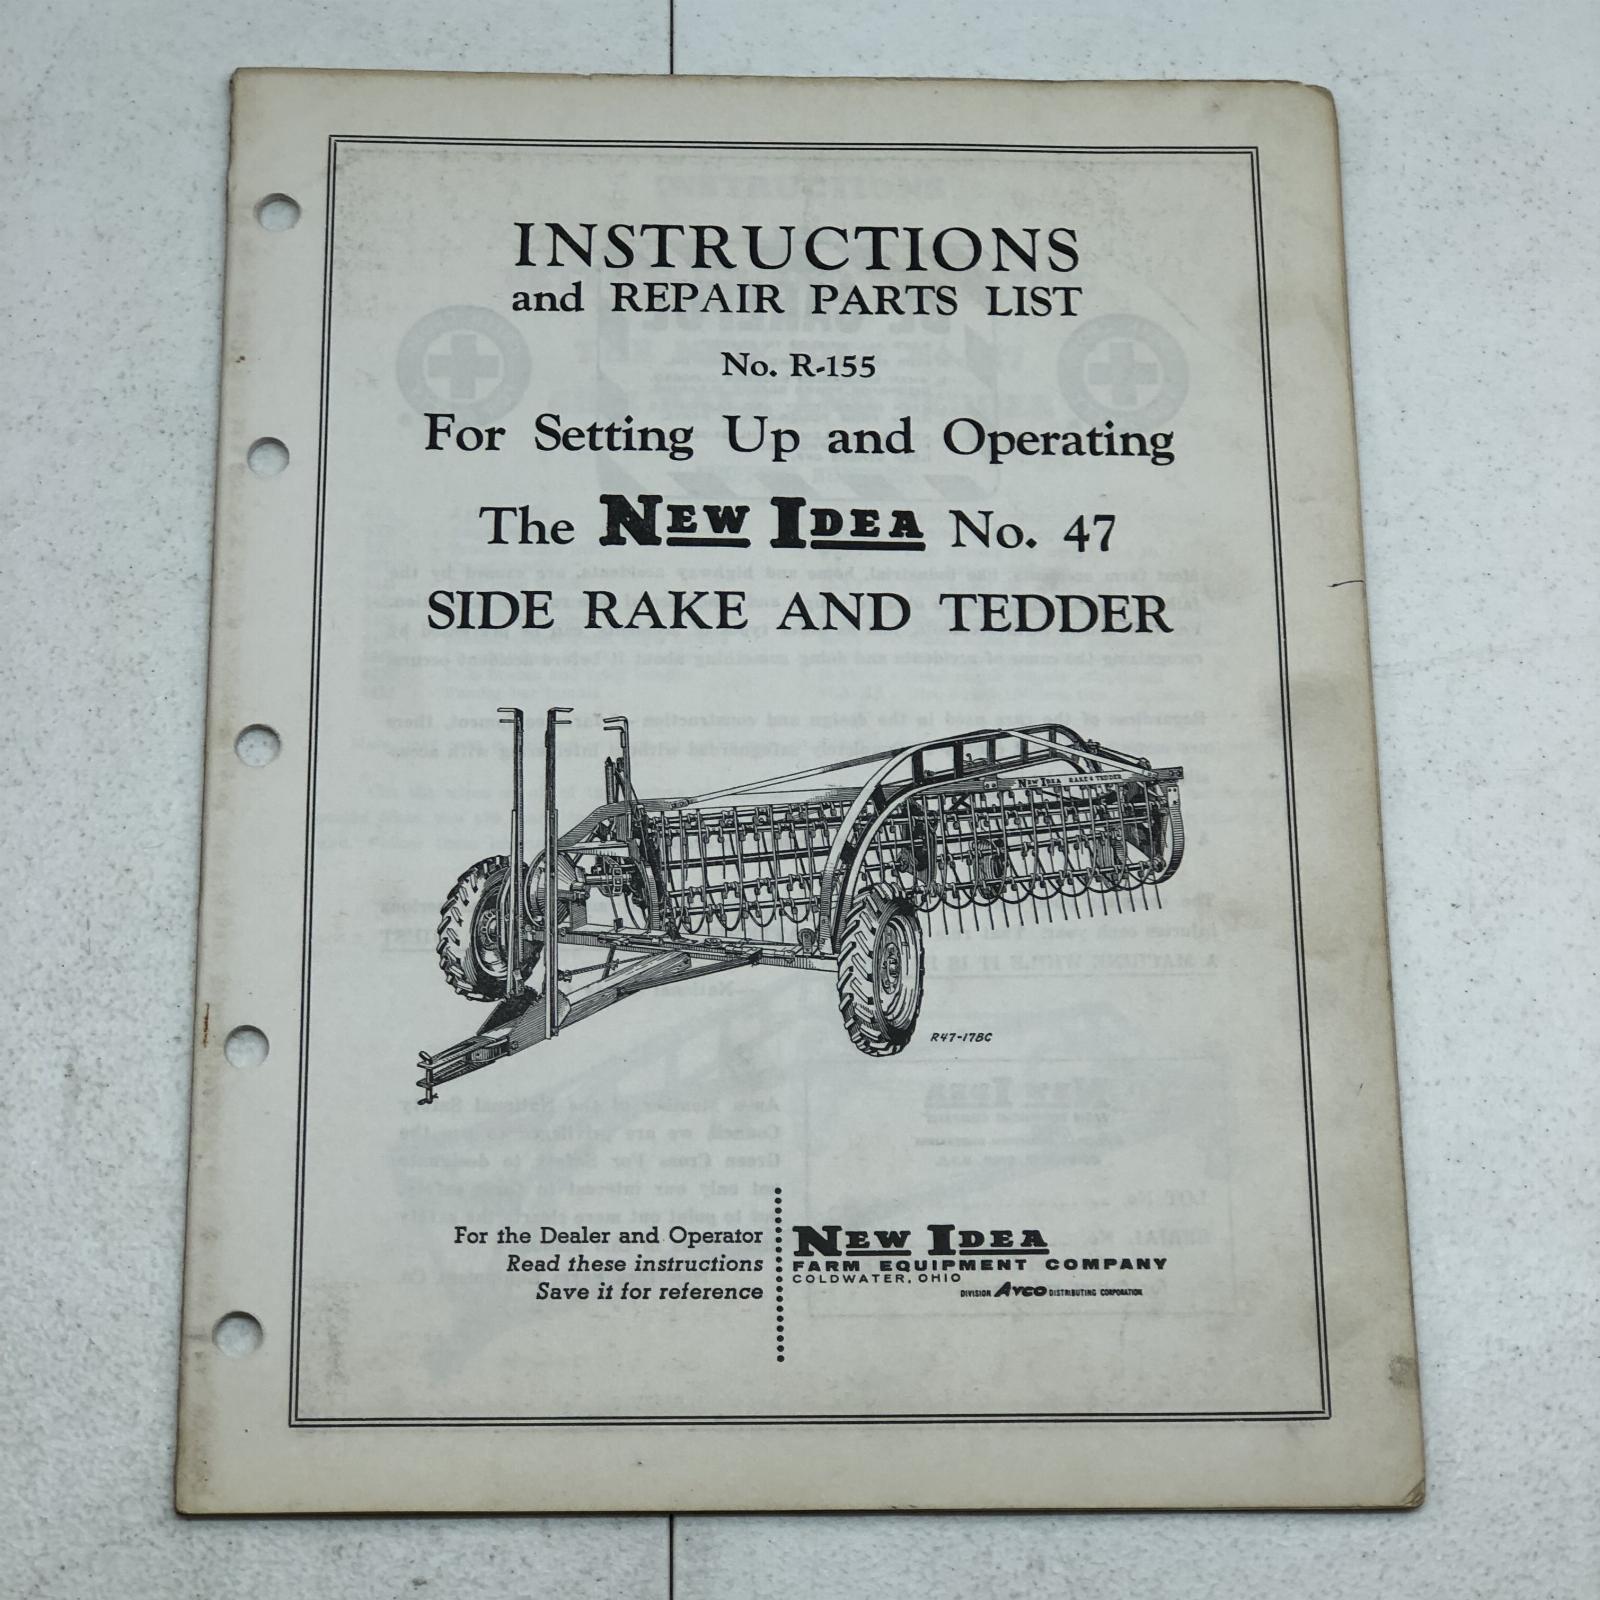 INSTRUCTIONS
and REPAIR PARTS LIST
No. R-155
For Setting Up and Operating
The NEW IDEA No. 47
SIDE RAKE AND TEDDER
NEW IDEA RAKE & TEDDER
R47-17BC
For the Dealer and Operator
Read these instructions
Save it for reference
NEW IDEA
FARM EQUIPMENT COMPANY
COLDWATER, OHIO
DIVISION AVCO DISTRIBUTING CORPORATION